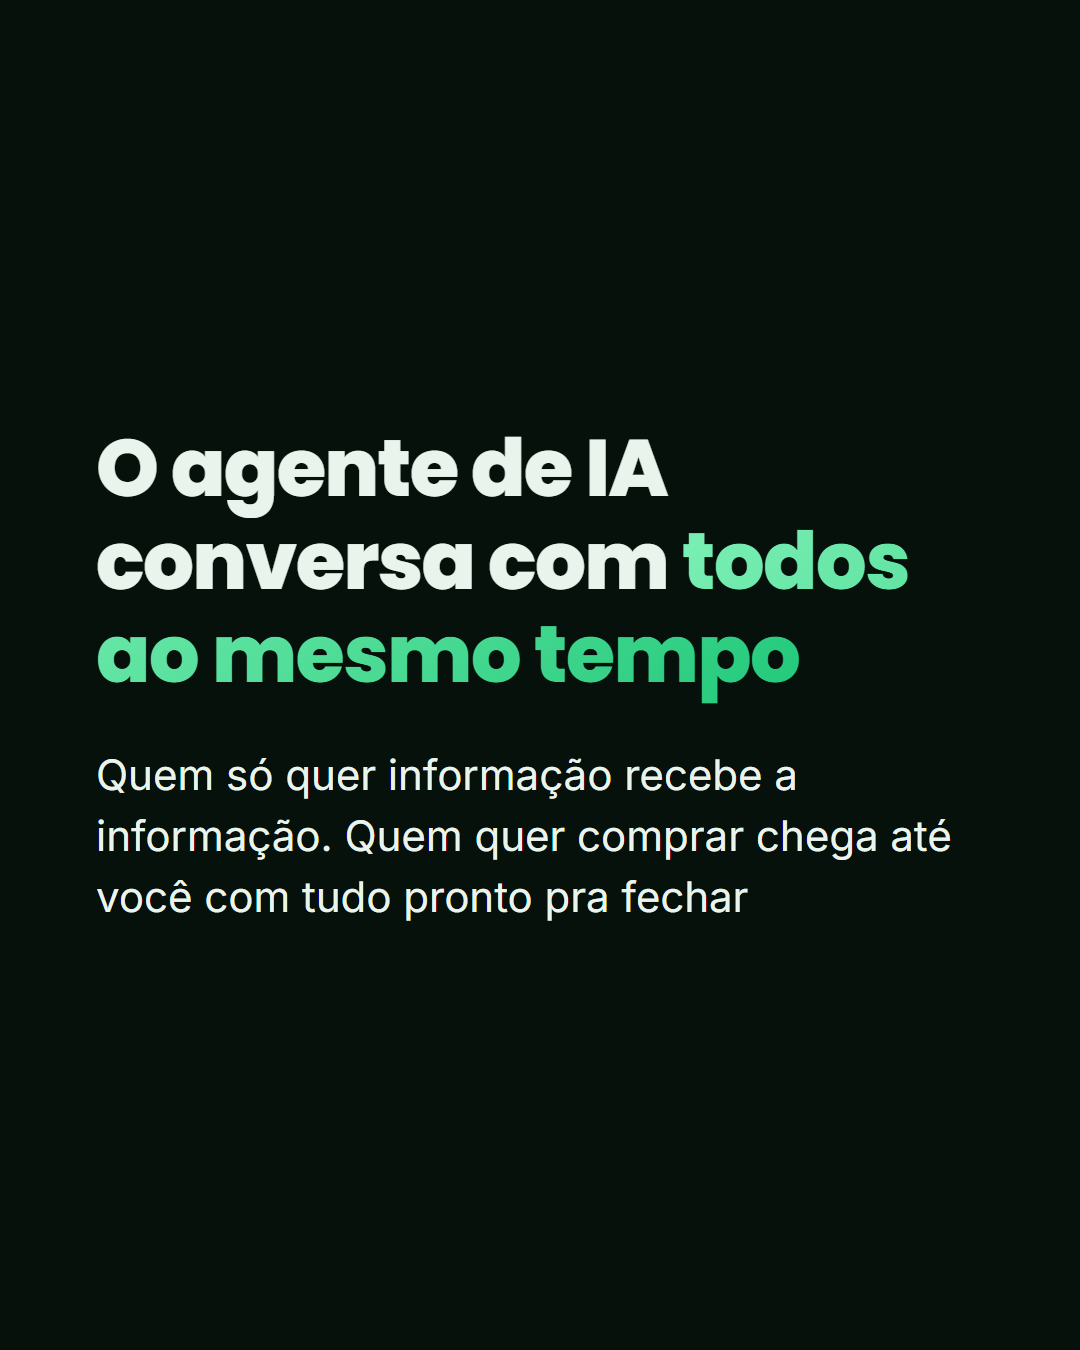 O agente de IA
conversa com todos
ao mesmo tempo
Quem só quer informação recebe a
informação. Quem quer comprar chega até
você com tudo pronto pra fechar